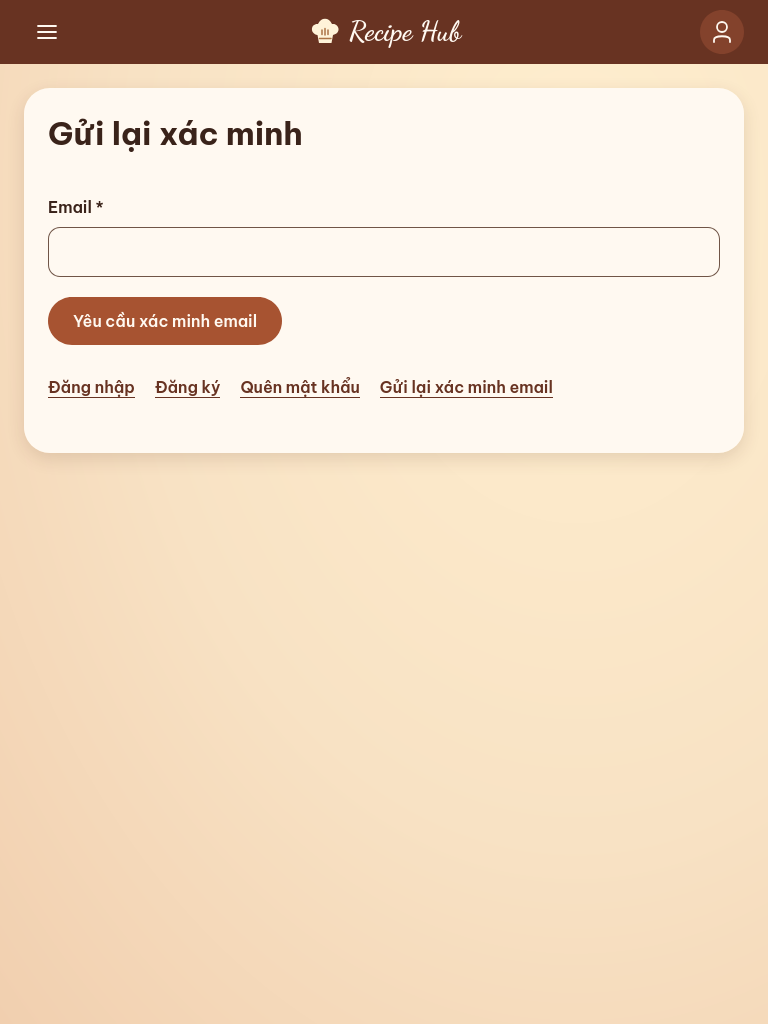 Recipe Hub
Gửi lại xác minh
Email *
Yêu cầu xác minh email
Đăng nhập Đăng ký Quên mật khẩu Gửi lại xác minh email